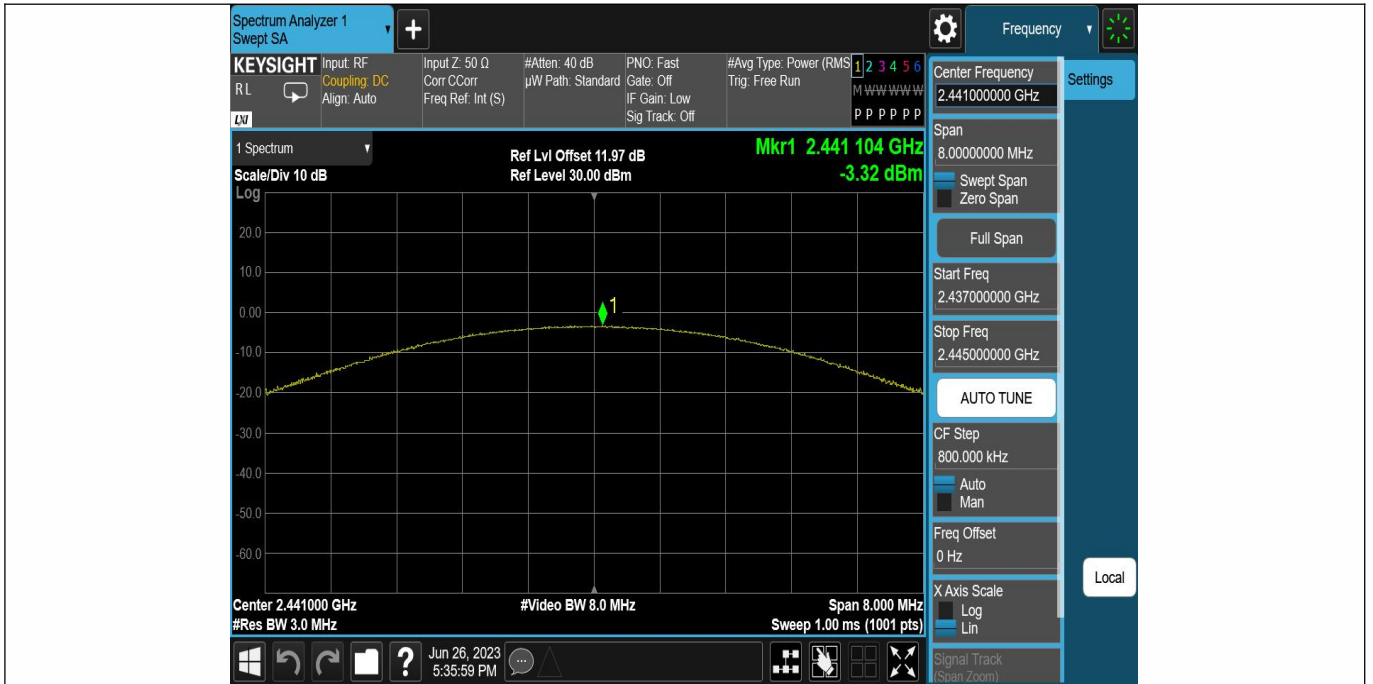 Spectrum Analyzer 1
Swept SA
Frequency
KEYSIGHT
RL
LXI
Input: RF
Coupling: DC
Align: Auto
Input Z: 50 Ω
Corr CCorr
Freq Ref: Int (S)
#Atten: 40 dB
µW Path: Standard
PNO: Fast
Gate: Off
IF Gain: Low
Sig Track: Off
#Avg Type: Power (RMS
Trig: Free Run
1 2 3 4 5 6
M W W W W W
P P P P P P
1 Spectrum
Scale/Div 10 dB
Ref Lvl Offset 11.97 dB
Ref Level 30.00 dBm
Mkr1 2.441 104 GHz
-3.32 dBm
Log
20.0
10.0
0.00
-10.0
-20.0
-30.0
-40.0
-50.0
-60.0
1
Center 2.441000 GHz
#Res BW 3.0 MHz
#Video BW 8.0 MHz
Span 8.000 MHz
Sweep 1.00 ms (1001 pts)
Center Frequency
2.441000000 GHz
Settings
Span
8.00000000 MHz
Swept Span
Zero Span
Full Span
Start Freq
2.437000000 GHz
Stop Freq
2.445000000 GHz
AUTO TUNE
CF Step
800.000 kHz
Auto
Man
Freq Offset
0 Hz
Local
X Axis Scale
Log
Lin
Signal Track
(Span Zoom)
?
Jun 26, 2023
5:35:59 PM